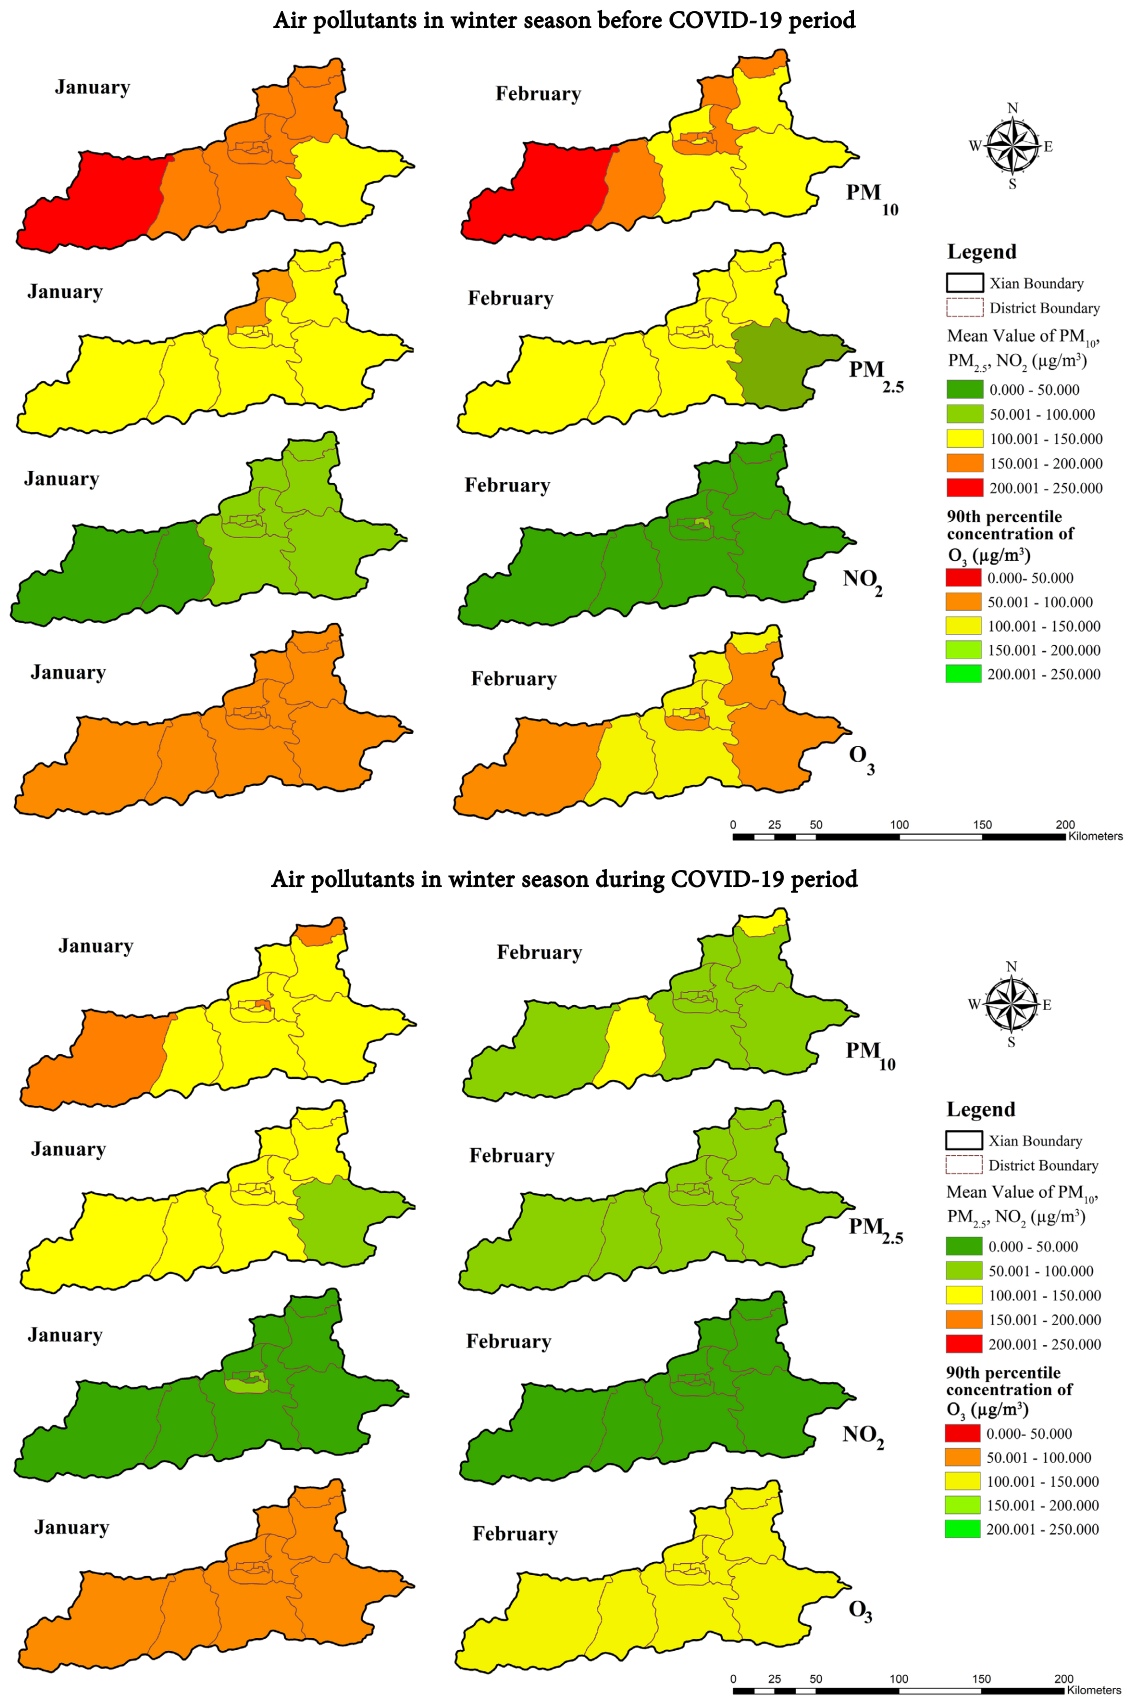 Air pollutants in winter season before COVID-19 period
January
February
N
W E
S
PM10
Legend
Xian Boundary
District Boundary
Mean Value of PM10,
PM2.5, NO2 (µg/m³)
0.000 - 50.000
50.001 - 100.000
100.001 - 150.000
150.001 - 200.000
200.001 - 250.000
90th percentile
concentration of
O3 (µg/m³)
0.000- 50.000
50.001 - 100.000
100.001 - 150.000
150.001 - 200.000
200.001 - 250.000
January
February
PM2.5
January
February
NO2
January
February
O3
0 25 50 100 150 200
Kilometers
Air pollutants in winter season during COVID-19 period
January
February
N
W E
S
PM10
Legend
Xian Boundary
District Boundary
Mean Value of PM10,
PM2.5, NO2 (µg/m³)
0.000 - 50.000
50.001 - 100.000
100.001 - 150.000
150.001 - 200.000
200.001 - 250.000
90th percentile
concentration of
O3 (µg/m³)
0.000- 50.000
50.001 - 100.000
100.001 - 150.000
150.001 - 200.000
200.001 - 250.000
January
February
PM2.5
January
February
NO2
January
February
O3
0 25 50 100 150 200
Kilometers